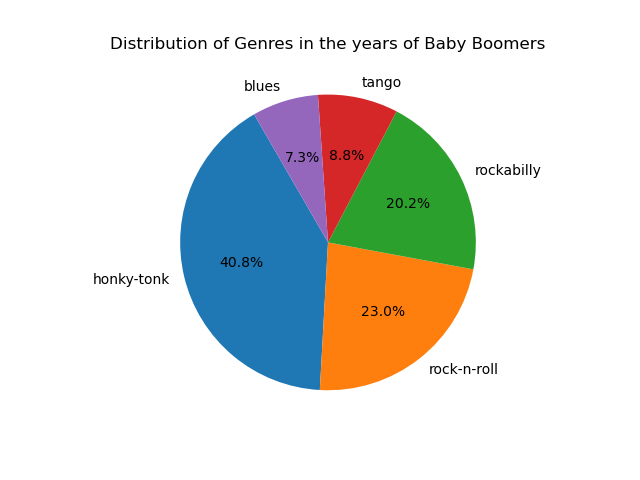 Distribution of Genres in the years of Baby Boomers
blues
tango
7.3%
8.8%
rockabilly
20.2%
40.8%
honky-tonk
23.0%
rock-n-roll